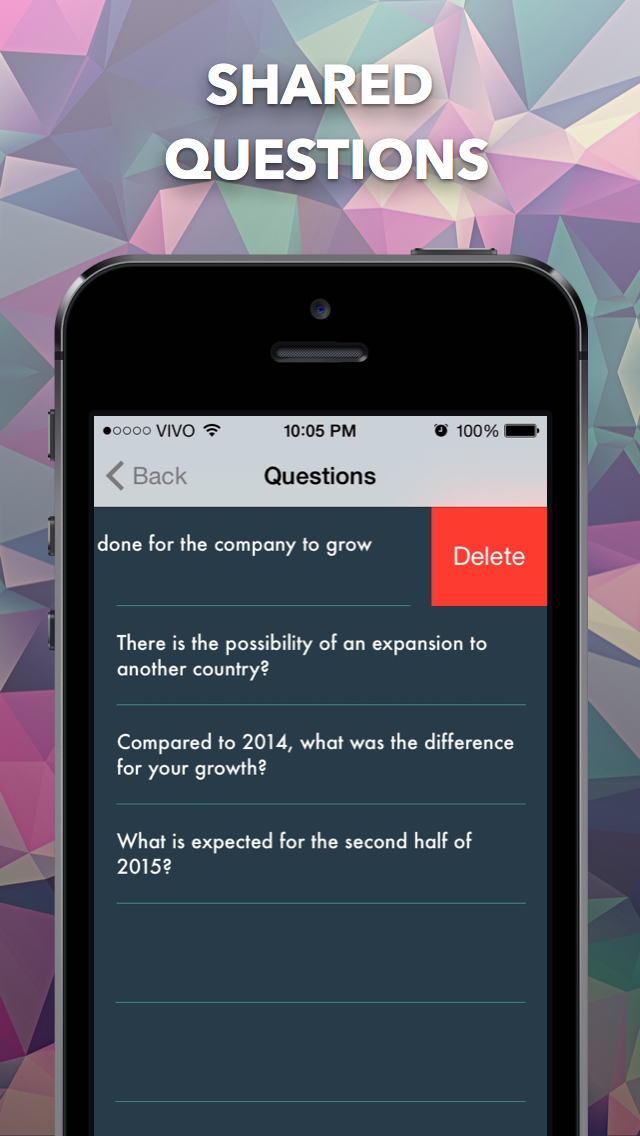 SHARED
QUESTIONS
VIVO 10:05 PM 100%
Back Questions
done for the company to grow
Delete
There is the possibility of an expansion to
another country?
Compared to 2014, what was the difference
for your growth?
What is expected for the second half of
2015?